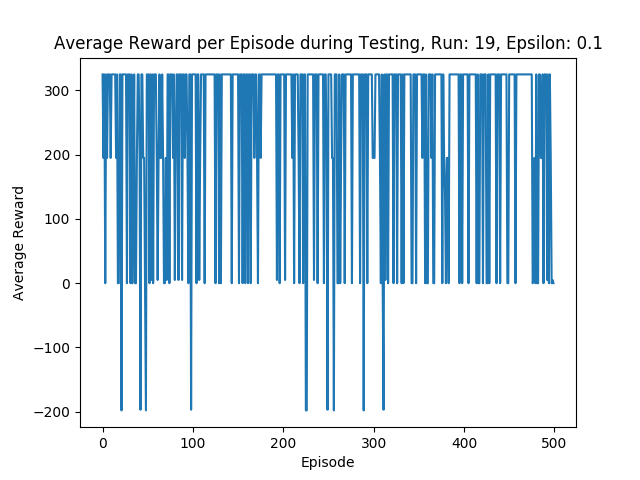 Average Reward per Episode during Testing, Run: 19, Epsilon: 0.1
300
200
100
0
−100
−200
Average Reward
0 100 200 300 400 500
Episode